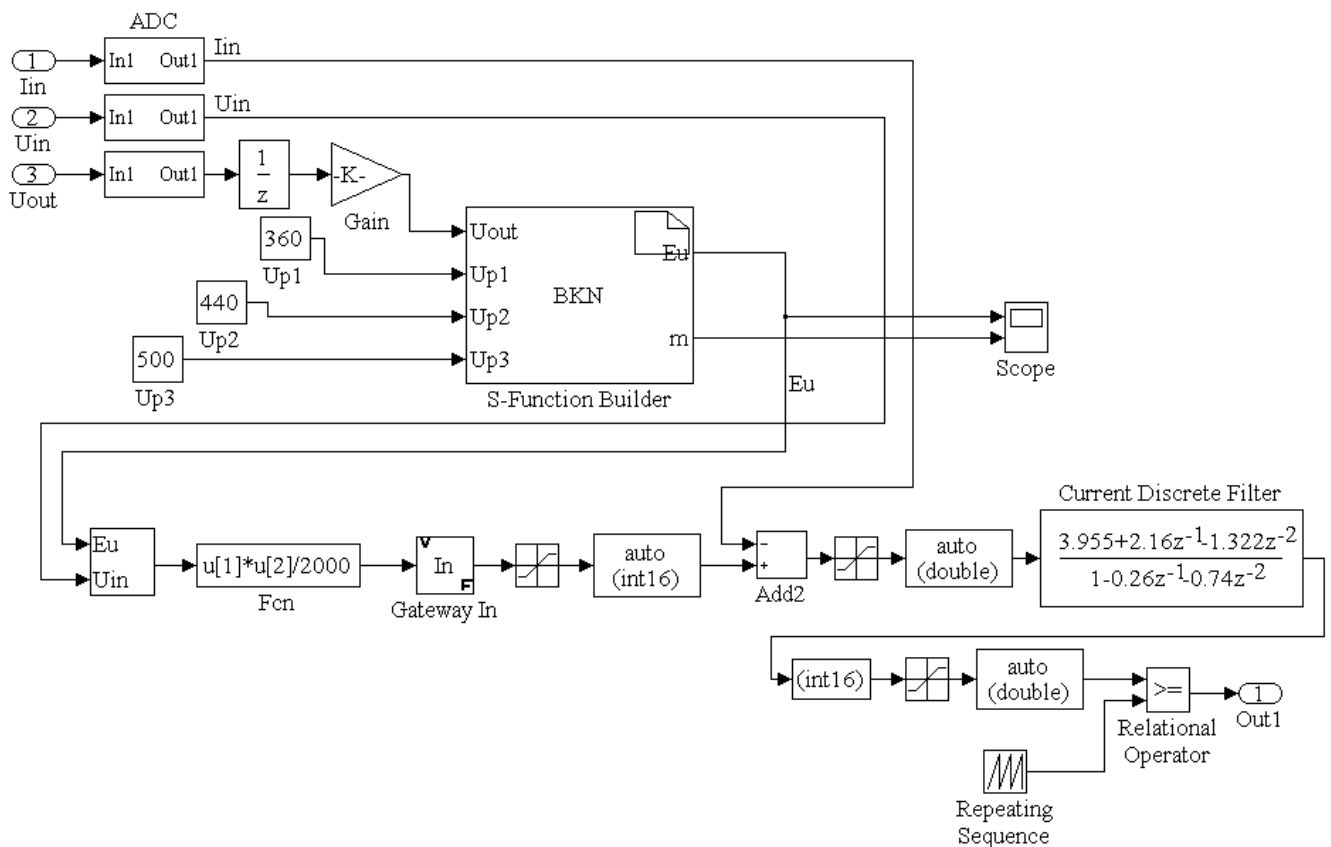 ADC
1
Iin
In1 Out1
Iin
2
Uin
In1 Out1
Uin
3
Uout
In1 Out1
1
z
-K-
Gain
360
Up1
440
Up2
500
Up3
Uout
Up1
Up2
Up3
BKN
Eu
m
S-Function Builder
Scope
Eu
Eu
Uin
u[1]*u[2]/2000
Fcn
V
In
F
Gateway In
auto
(int16)
-
+
Add2
auto
(double)
Current Discrete Filter
3.955+2.16z-1-1.322z-2
1-0.26z-1-0.74z-2
(int16)
auto
(double)
>=
Relational
Operator
1
Out1
Repeating
Sequence